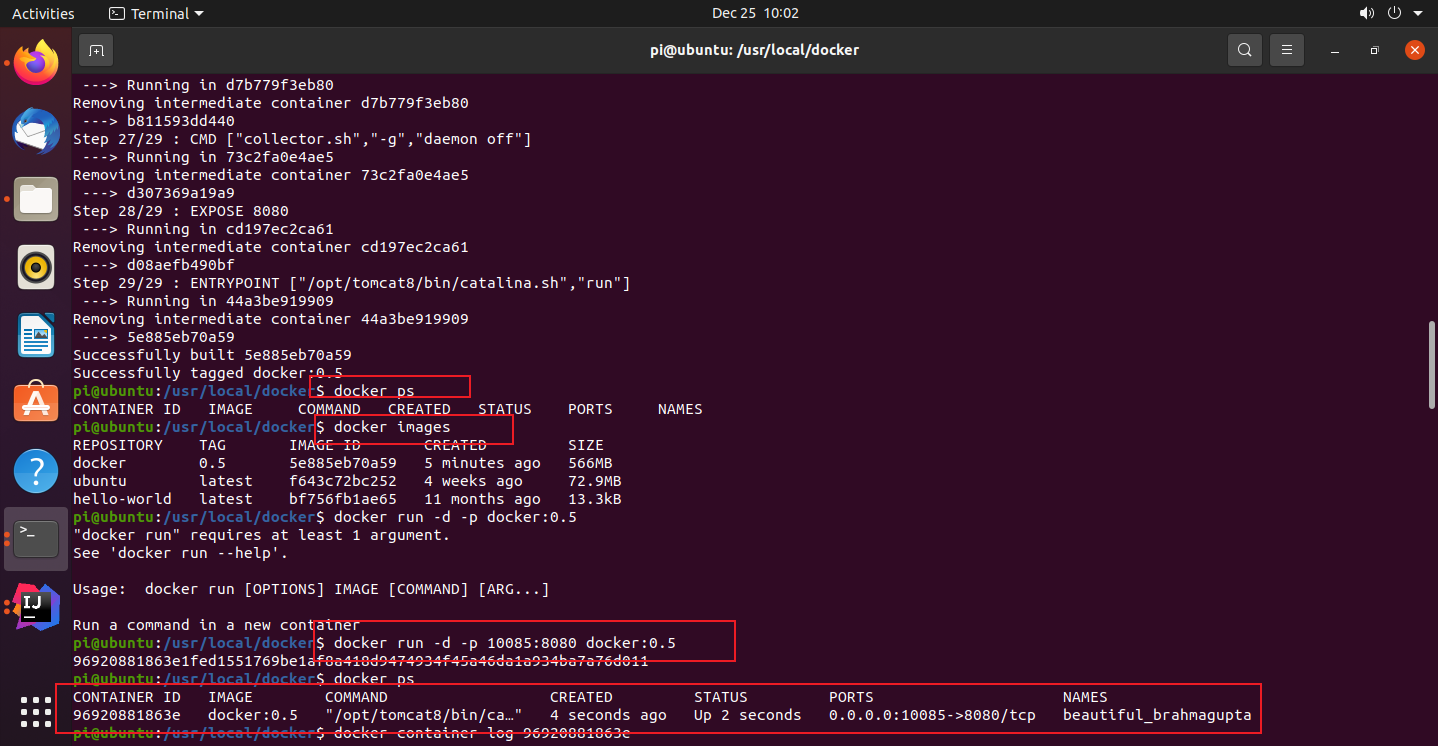 Activities Terminal Dec 25 10:02
pi@ubuntu: /usr/local/docker
---> Running in d7b779f3eb80
Removing intermediate container d7b779f3eb80
---> b811593dd440
Step 27/29 : CMD ["collector.sh","-g","daemon off"]
---> Running in 73c2fa0e4ae5
Removing intermediate container 73c2fa0e4ae5
---> d307369a19a9
Step 28/29 : EXPOSE 8080
---> Running in cd197ec2ca61
Removing intermediate container cd197ec2ca61
---> d08aefb490bf
Step 29/29 : ENTRYPOINT ["/opt/tomcat8/bin/catalina.sh","run"]
---> Running in 44a3be919909
Removing intermediate container 44a3be919909
---> 5e885eb70a59
Successfully built 5e885eb70a59
Successfully tagged docker:0.5
pi@ubuntu:/usr/local/docker$ docker ps
CONTAINER ID IMAGE COMMAND CREATED STATUS PORTS NAMES
pi@ubuntu:/usr/local/docker$ docker images
REPOSITORY TAG IMAGE ID CREATED SIZE
docker 0.5 5e885eb70a59 5 minutes ago 566MB
ubuntu latest f643c72bc252 4 weeks ago 72.9MB
hello-world latest bf756fb1ae65 11 months ago 13.3kB
pi@ubuntu:/usr/local/docker$ docker run -d -p docker:0.5
"docker run" requires at least 1 argument.
See 'docker run --help'.
Usage: docker run [OPTIONS] IMAGE [COMMAND] [ARG...]
Run a command in a new container
pi@ubuntu:/usr/local/docker$ docker run -d -p 10085:8080 docker:0.5
96920881863e1fed1551769be1af8a418d9474934f45a46da1a934ba7a76d011
pi@ubuntu:/usr/local/docker$ docker ps
CONTAINER ID IMAGE COMMAND CREATED STATUS PORTS NAMES
96920881863e docker:0.5 "/opt/tomcat8/bin/ca…" 4 seconds ago Up 2 seconds 0.0.0.0:10085->8080/tcp beautiful_brahmagupta
pi@ubuntu:/usr/local/docker$ docker container log 96920881863e
IJ